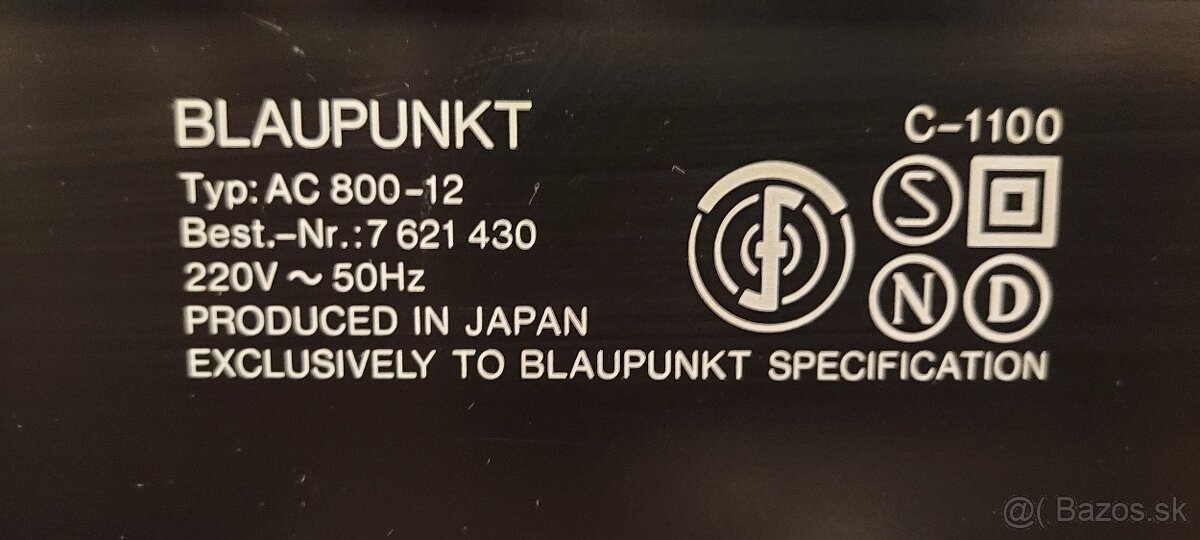 BLAUPUNKT
C-1100
Typ: AC 800-12
Best.-Nr.: 7 621 430
220V ~ 50Hz
PRODUCED IN JAPAN
EXCLUSIVELY TO BLAUPUNKT SPECIFICATION
S
N D
@( Bazos.sk